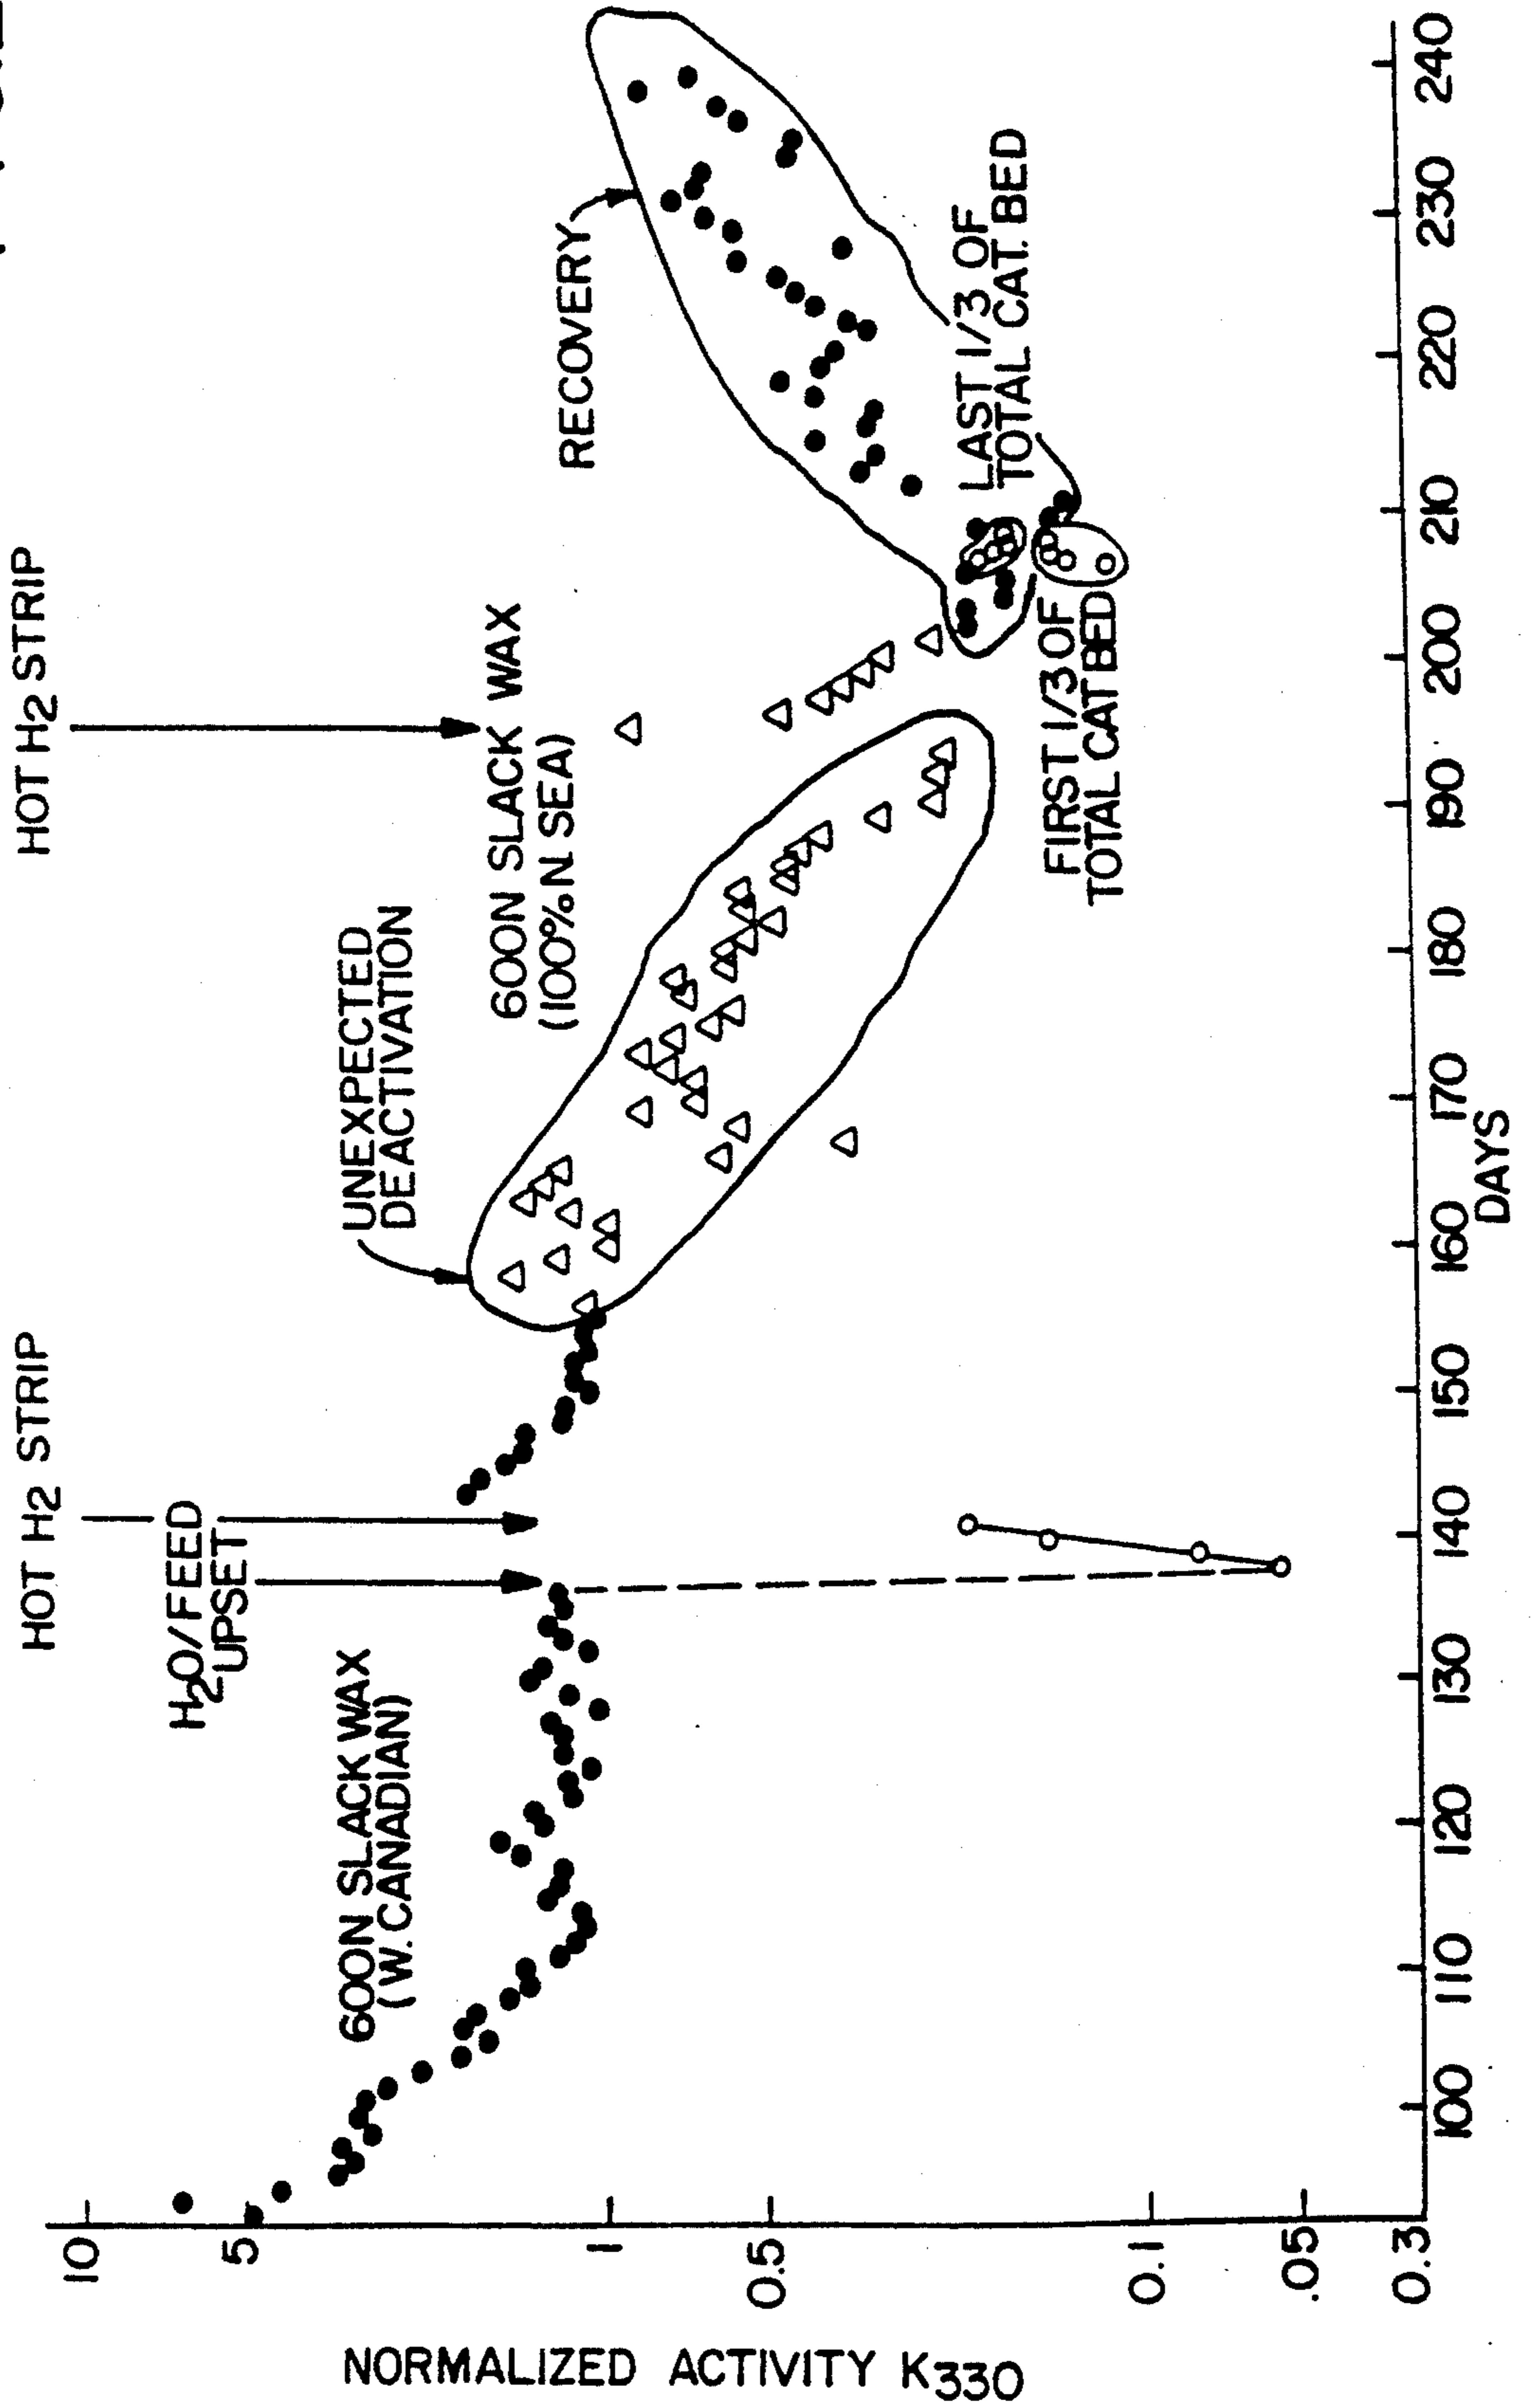 HOT H2 STRIP
HOT H2 STRIP
H2O/FEED
UPSET
UNEXPECTED
DEACTIVATION
600N SLACK WAX
(W. CANADIAN)
600N SLACK WAX
(100% N. SEA)
RECOVERY
LAST 1/3 OF
TOTAL CAT. BED
FIRST 1/3 OF
TOTAL CAT BED
NORMALIZED ACTIVITY K330
10
5
1
0.5
0.1
.05
0.3
100
110
120
130
140
150
160
170
180
190
200
210
220
230
240
DAYS